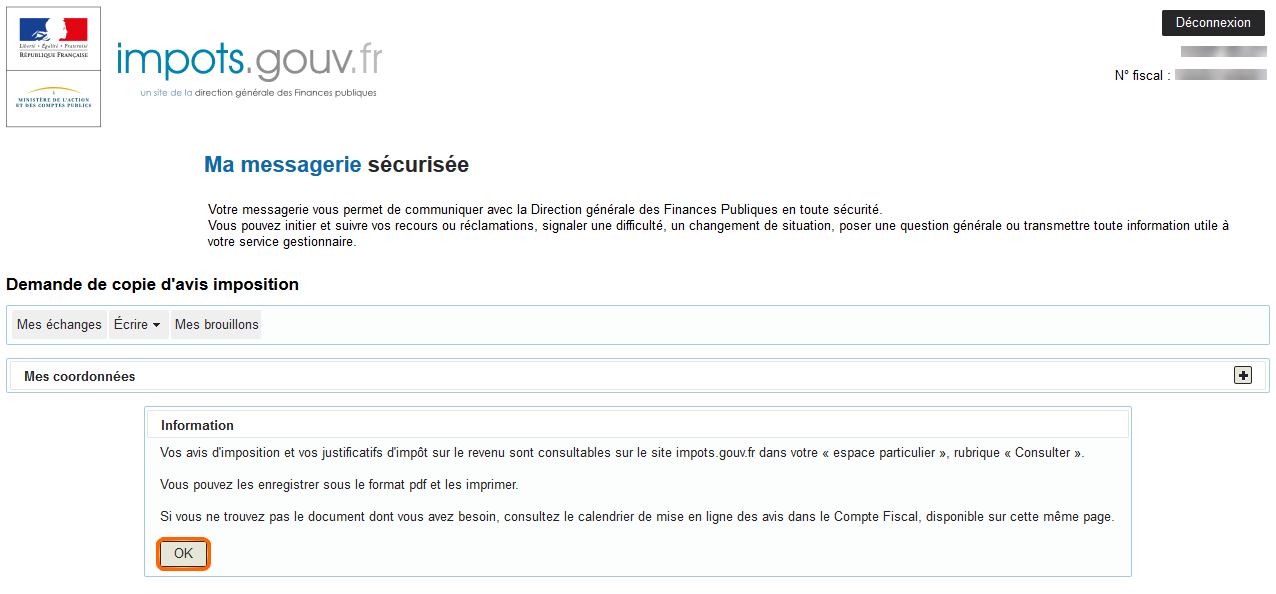 Déconnexion
Liberté • Égalité • Fraternité
RÉPUBLIQUE FRANÇAISE
MINISTÈRE DE L'ACTION
ET DES COMPTES PUBLICS
impots.gouv.fr
un site de la direction générale des Finances publiques
N° fiscal :
Ma messagerie sécurisée
Votre messagerie vous permet de communiquer avec la Direction générale des Finances Publiques en toute sécurité.
Vous pouvez initier et suivre vos recours ou réclamations, signaler une difficulté, un changement de situation, poser une question générale ou transmettre toute information utile à
votre service gestionnaire.
Demande de copie d'avis imposition
Mes échanges Écrire Mes brouillons
Mes coordonnées
Information
Vos avis d'imposition et vos justificatifs d'impôt sur le revenu sont consultables sur le site impots.gouv.fr dans votre « espace particulier », rubrique « Consulter ».
Vous pouvez les enregistrer sous le format pdf et les imprimer.
Si vous ne trouvez pas le document dont vous avez besoin, consultez le calendrier de mise en ligne des avis dans le Compte Fiscal, disponible sur cette même page.
OK